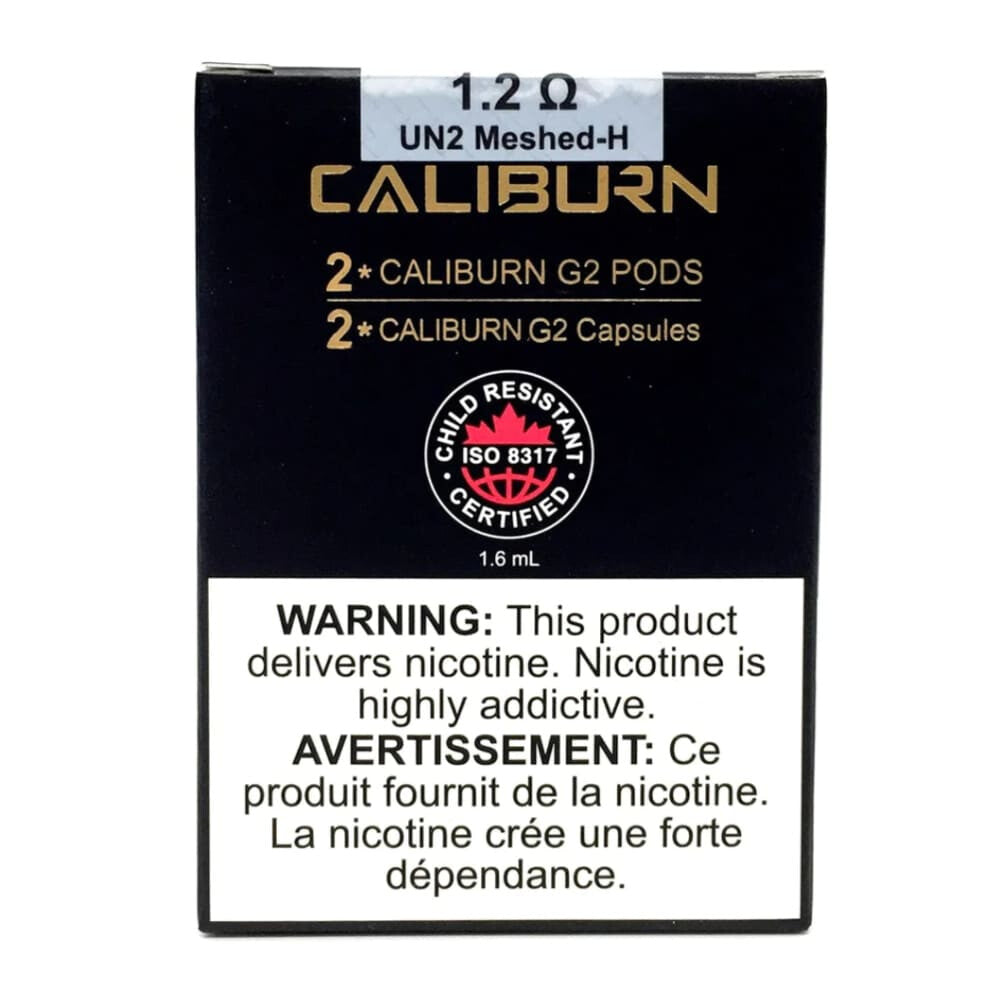 1.2 Ω
UN2 Meshed-H
CALIBURN
2* CALIBURN G2 PODS
2* CALIBURN G2 Capsules
CHILD RESISTANT
ISO 8317
• CERTIFIED •
1.6 mL
WARNING: This product
delivers nicotine. Nicotine is
highly addictive.
AVERTISSEMENT: Ce
produit fournit de la nicotine.
La nicotine crée une forte
dépendance.